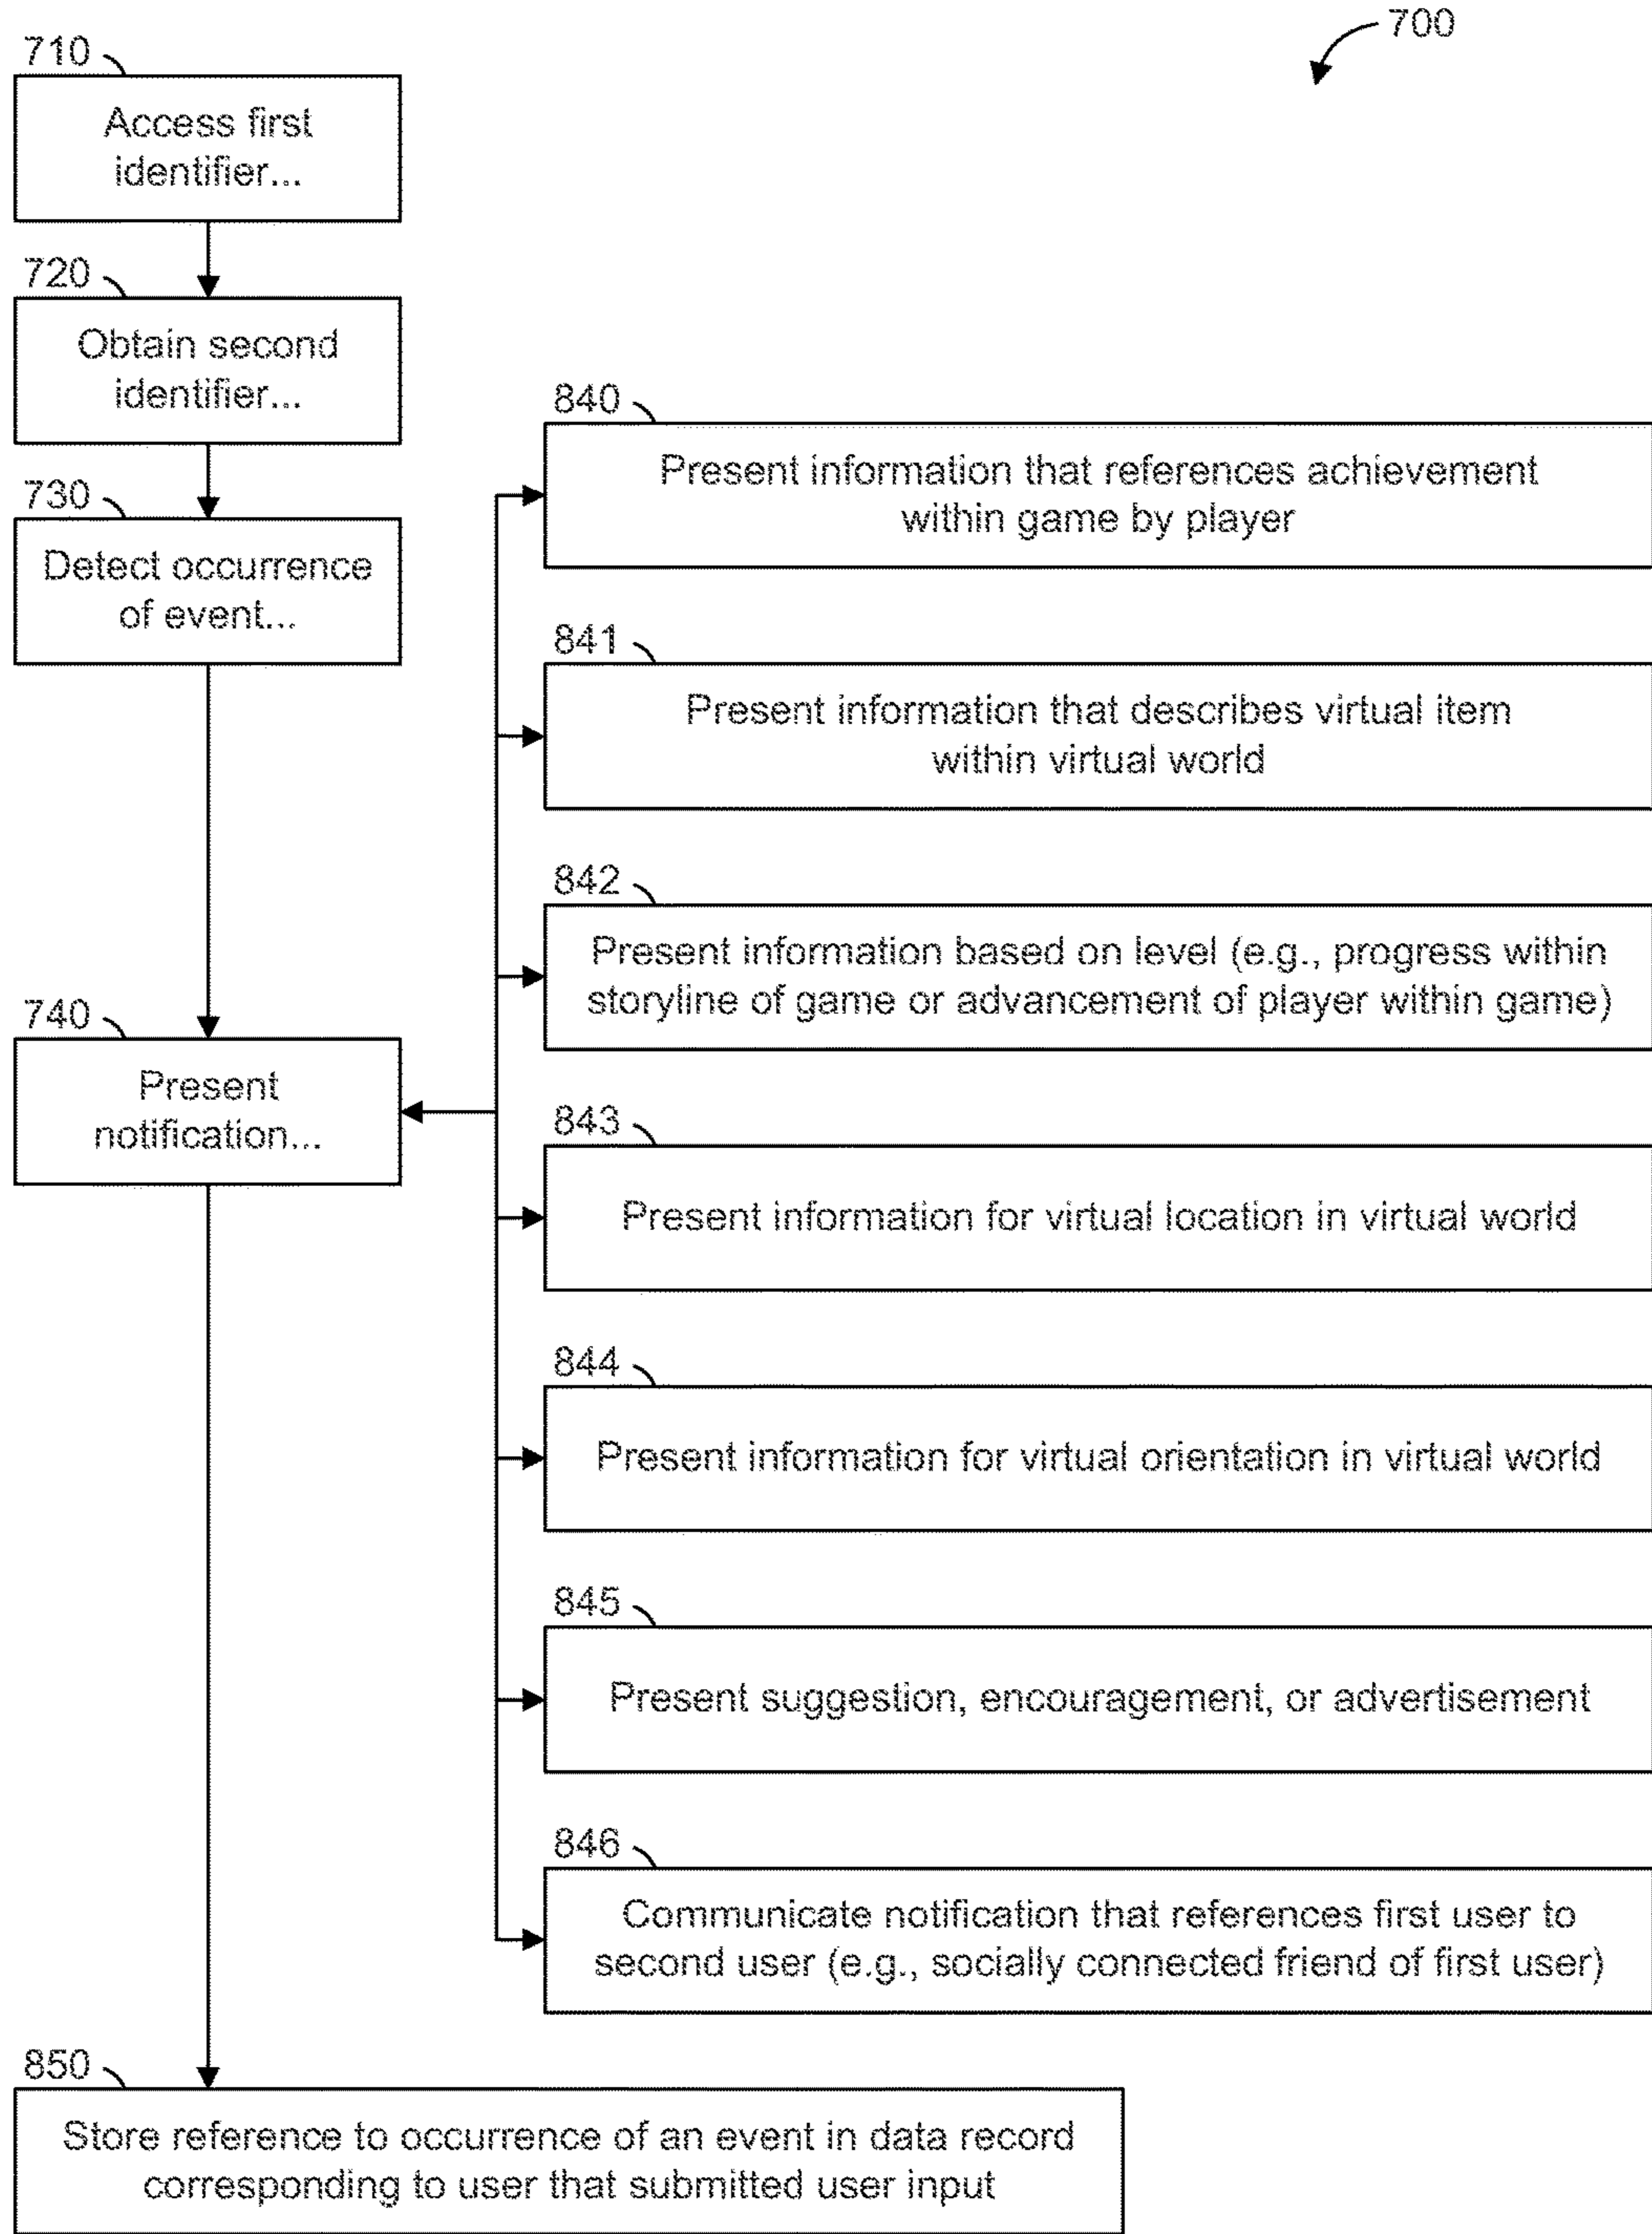 700
710
Access first
identifier...
720
Obtain second
identifier...
730
Detect occurrence
of event...
740
Present
notification...
840
Present information that references achievement
within game by player
841
Present information that describes virtual item
within virtual world
842
Present information based on level (e.g., progress within
storyline of game or advancement of player within game)
843
Present information for virtual location in virtual world
844
Present information for virtual orientation in virtual world
845
Present suggestion, encouragement, or advertisement
846
Communicate notification that references first user to
second user (e.g., socially connected friend of first user)
850
Store reference to occurrence of an event in data record
corresponding to user that submitted user input